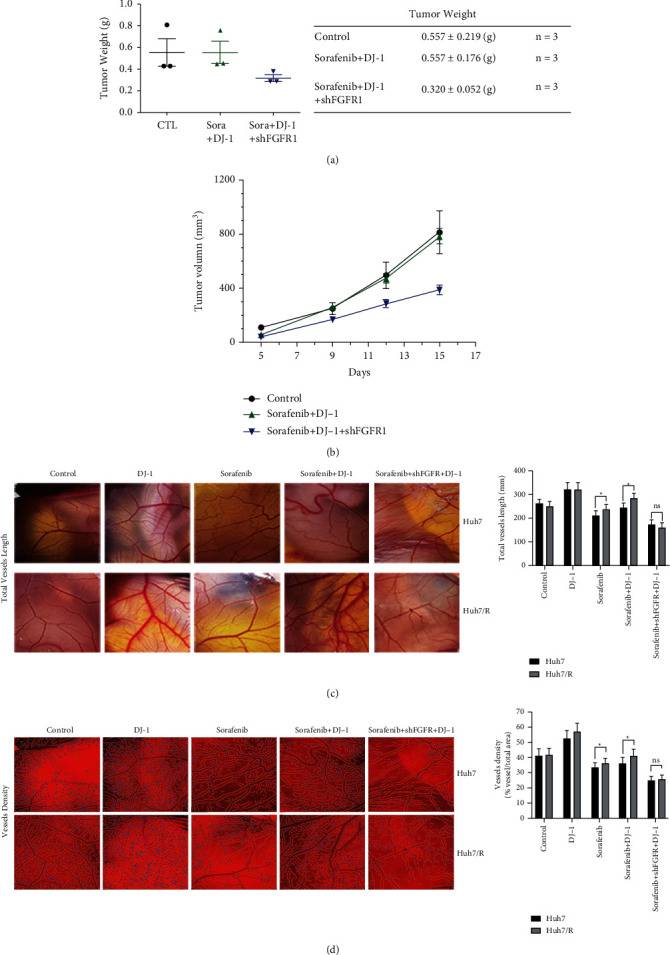 Tumor Weight (g)
1.0
0.8
0.6
0.4
0.2
0.0
CTL
Sora
+DJ-1
Sora+DJ-1
+shFGFR1
Tumor Weight
Control 0.557 ± 0.219 (g) n = 3
Sorafenib+DJ-1 0.557 ± 0.176 (g) n = 3
Sorafenib+DJ-1
+shFGFR1 0.320 ± 0.052 (g) n = 3
(a)
Tumor volumn (mm3)
1200
800
400
0
5 7 9 11 13 15 17
Days
Control
Sorafenib+DJ–1
Sorafenib+DJ–1+shFGFR1
(b)
Total Vessels Length
Control DJ-1 Sorafenib Sorafenib+DJ-1 Sorafenib+shFGFR+DJ–1
Huh7
Huh7/R
Total vessels length (mm)
400
300
200
100
0
* * ns
Control
DJ–1
Sorafenib
Sorafenib+DJ–1
Sorafenib+shFGFR+DJ–1
Huh7
Huh7/R
(c)
Vessels Density
Control DJ-1 Sorafenib Sorafenib+DJ–1 Sorafenib+shFGFR+DJ–1
Huh7
Huh7/R
Vessels density
(% vessel/total area)
70
60
50
40
30
20
10
0
* * ns
Control
DJ–1
Sorafenib
Sorafenib+DJ–1
Sorafenib+shFGFR+DJ–1
Huh7
Huh7/R
(d)